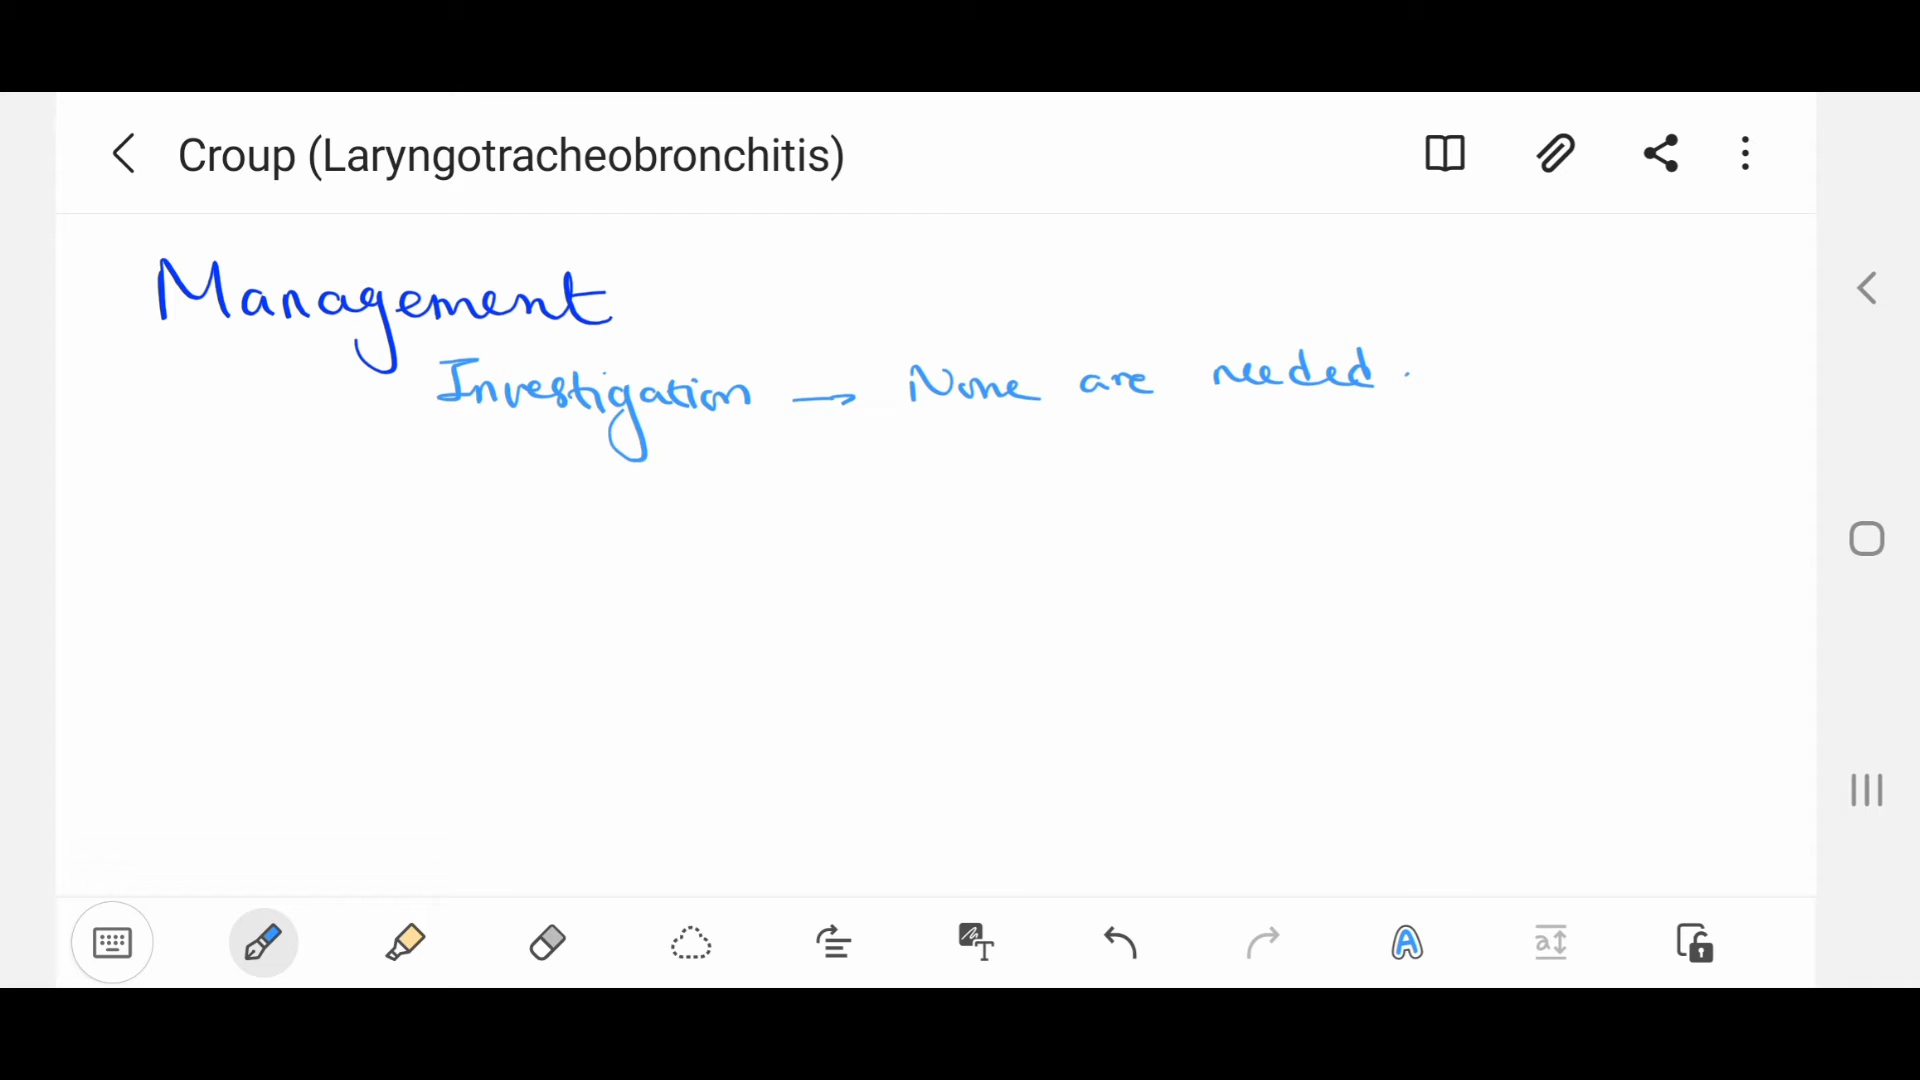 Croup (Laryngotracheobronchitis)
Management
Investigation → None are needed.